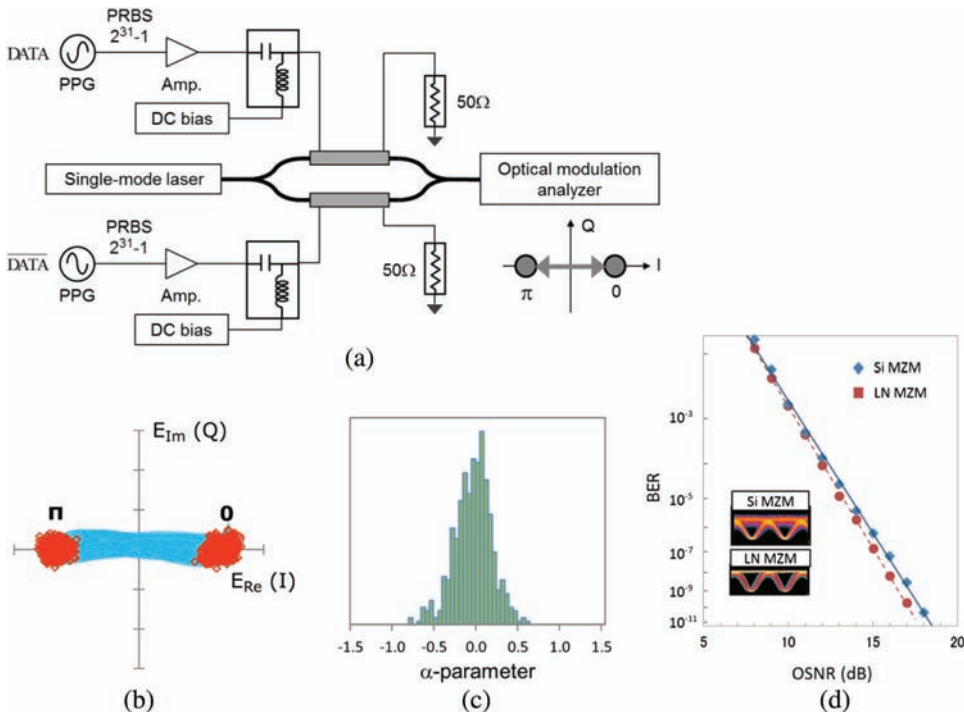 PRBS
2³¹-1
DATA
PPG
Amp.
DC bias
50Ω
Single-mode laser
Optical modulation
analyzer
PRBS
2³¹-1
D̅A̅T̅A̅
PPG
Amp.
DC bias
50Ω
Q
I
π
0
(a)
E_Im (Q)
π
0
E_Re (I)
(b)
-1.5
-1.0
-0.5
0.0
0.5
1.0
1.5
α-parameter
(c)
Si MZM
LN MZM
10⁻³
10⁻⁵
10⁻⁷
10⁻⁹
10⁻¹¹
BER
Si MZM
LN MZM
5
10
15
20
OSNR (dB)
(d)